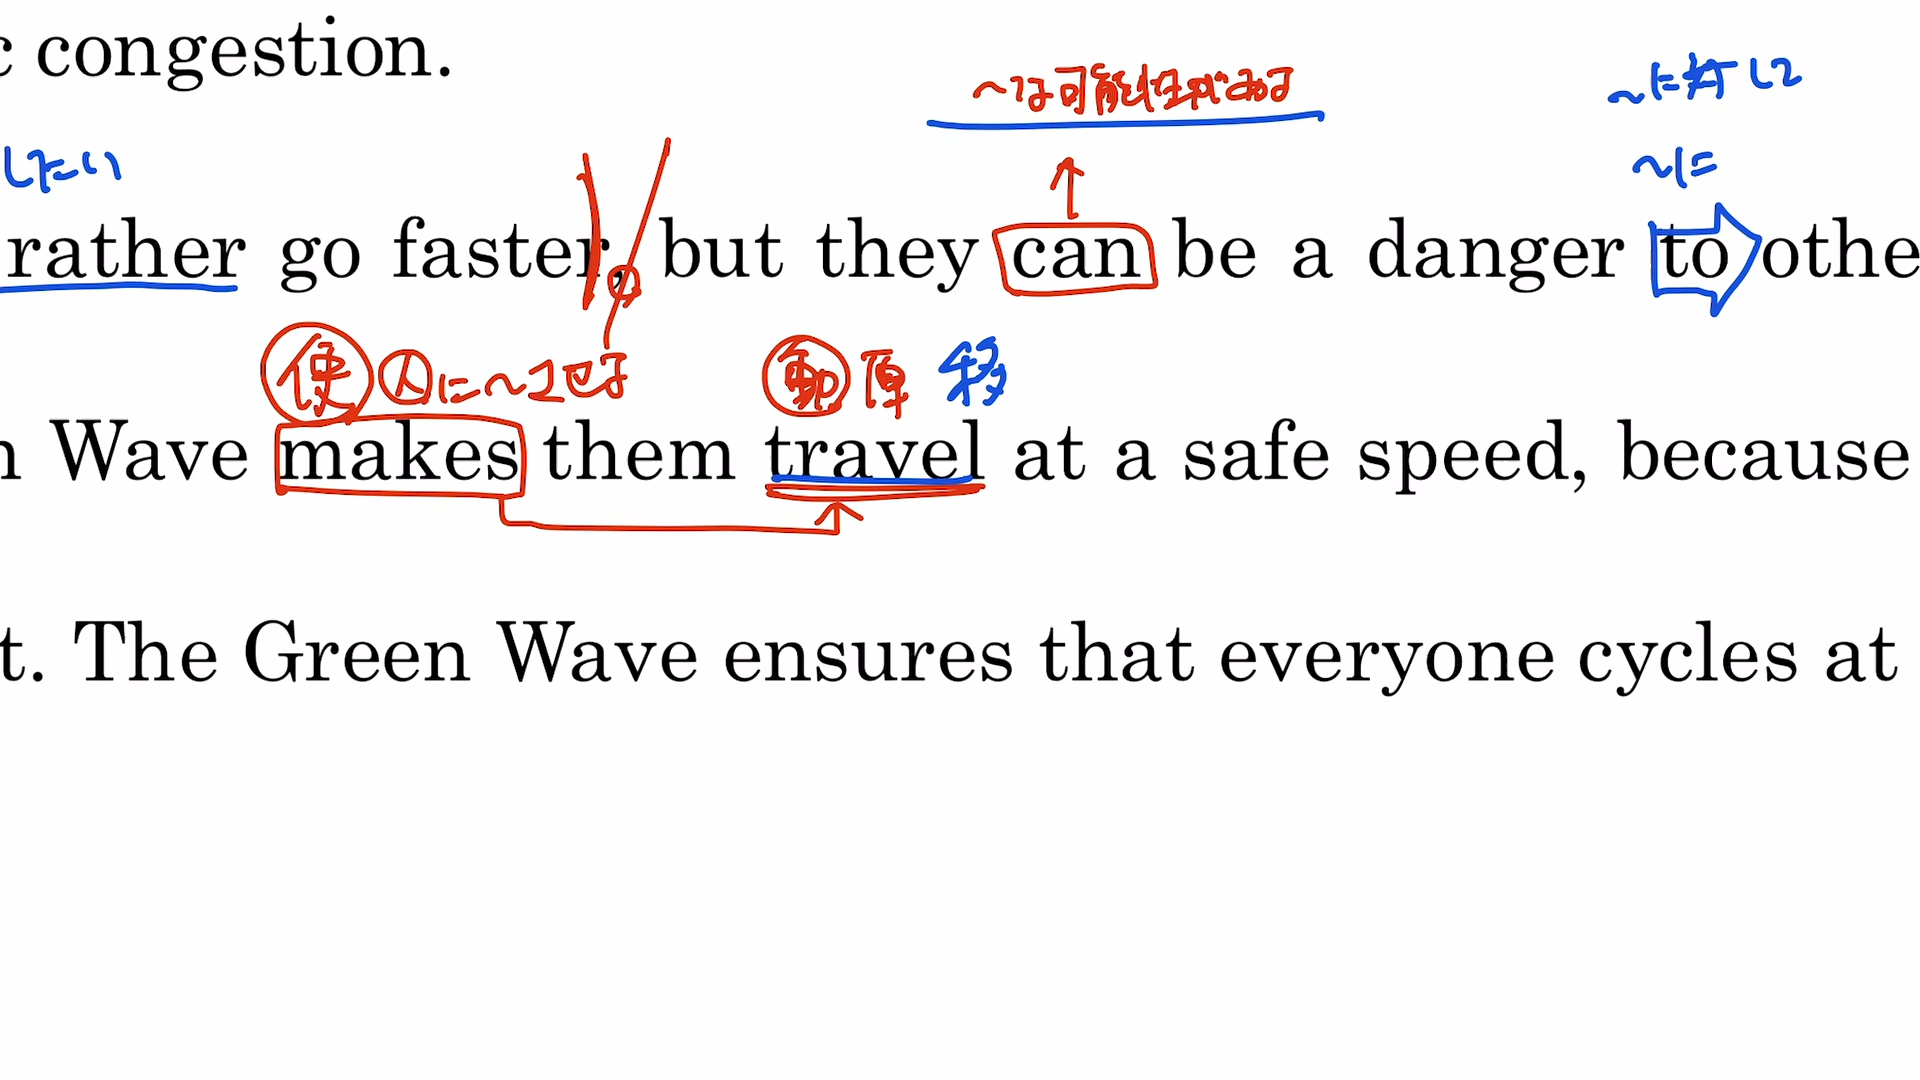 congestion.
〜は可能性がある
〜に対して
したい
〜に
rather go faster, but they can be a danger to othe
使 人に〜させる
動 原 移
Wave makes them travel at a safe speed, because
t. The Green Wave ensures that everyone cycles at